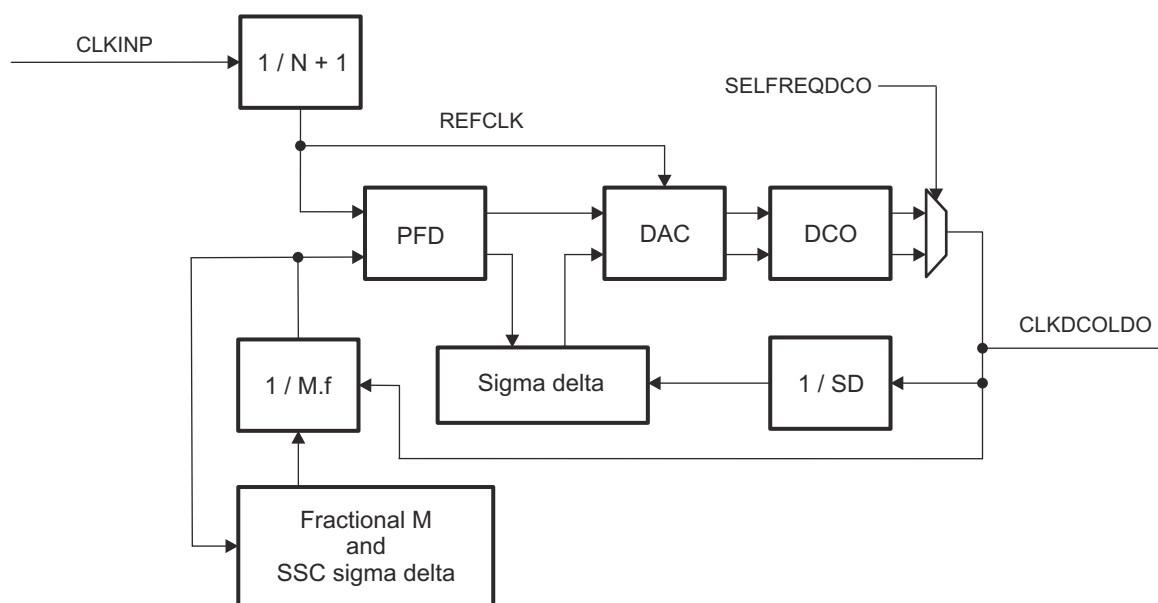 CLKINP
1 / N + 1
SELFREQDCO
REFCLK
PFD
DAC
DCO
CLKDCOLDO
1 / M.f
Sigma delta
1 / SD
Fractional M
and
SSC sigma delta